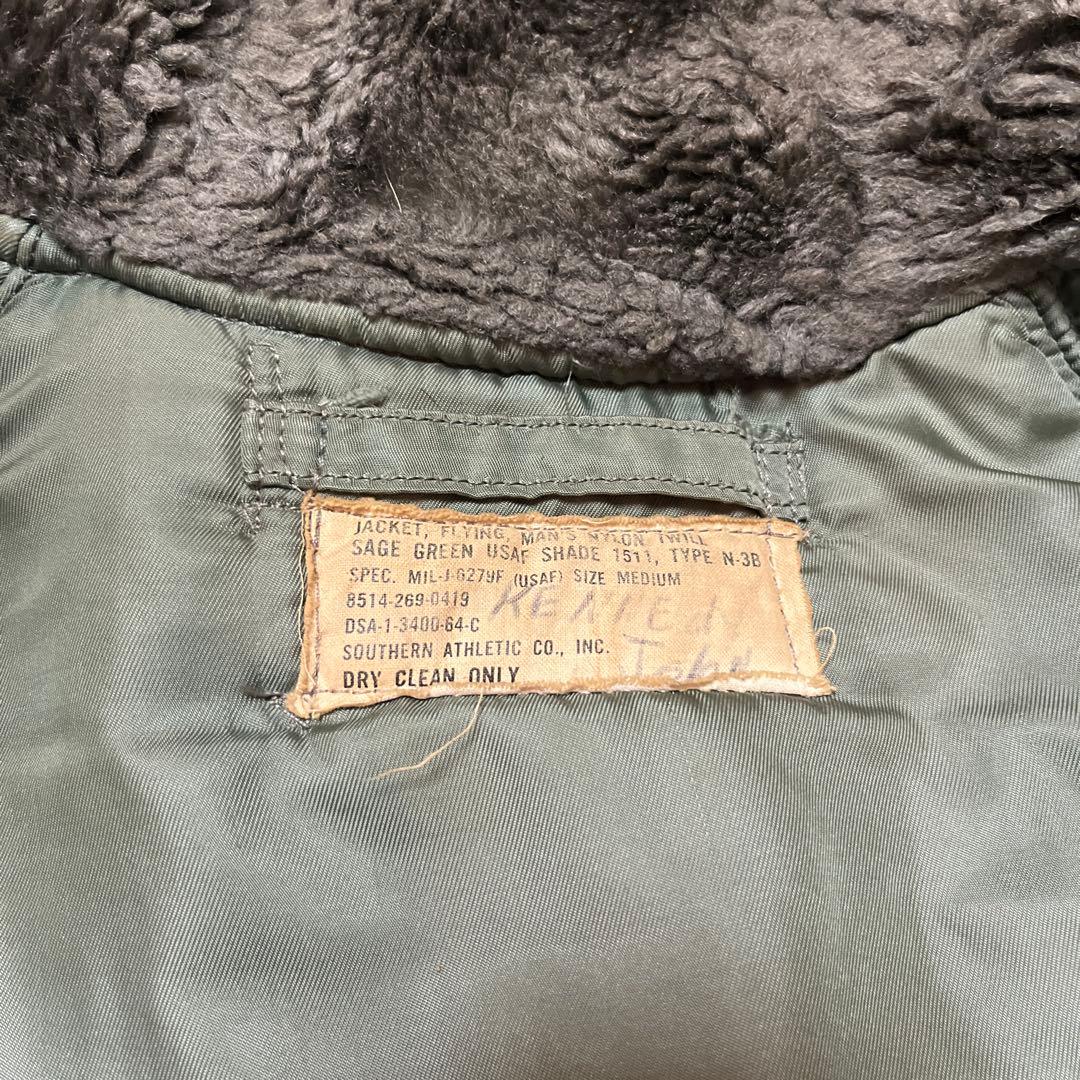 JACKET, FLYING, MAN'S NYLON TWILL
SAGE GREEN USAF SHADE 1511, TYPE N-3B
SPEC. MIL-J-6279F (USAF) SIZE MEDIUM
8514-269-0419
DSA-1-3400-64-C
SOUTHERN ATHLETIC CO., INC.
DRY CLEAN ONLY
John